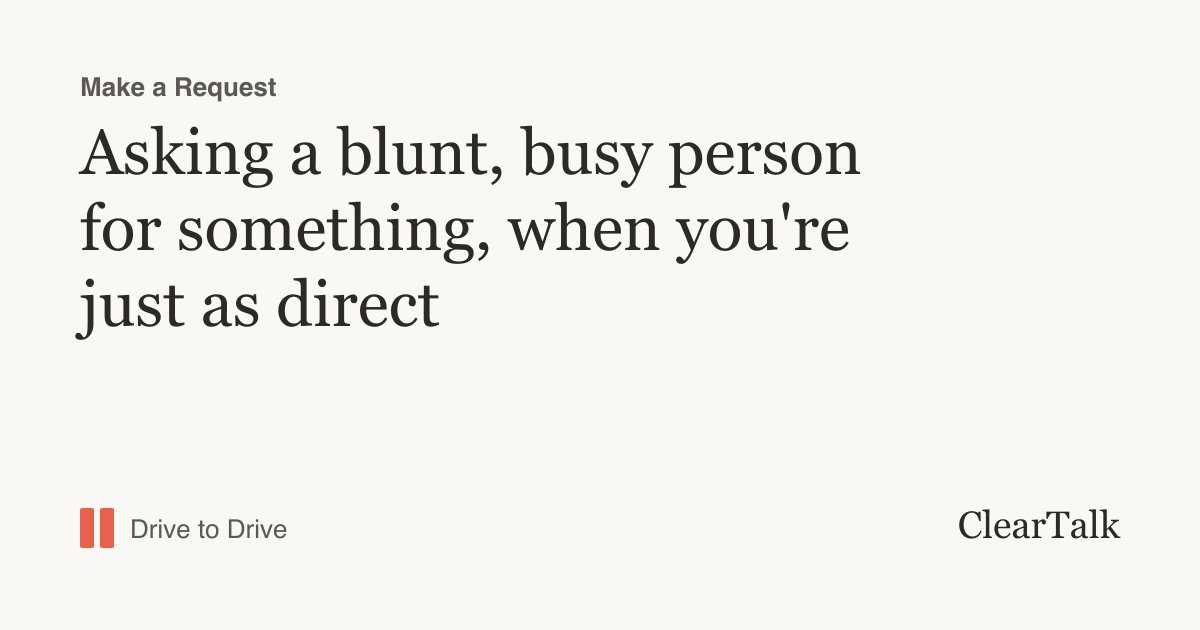 Make a Request
Asking a blunt, busy person
for something, when you're
just as direct
Drive to Drive
ClearTalk